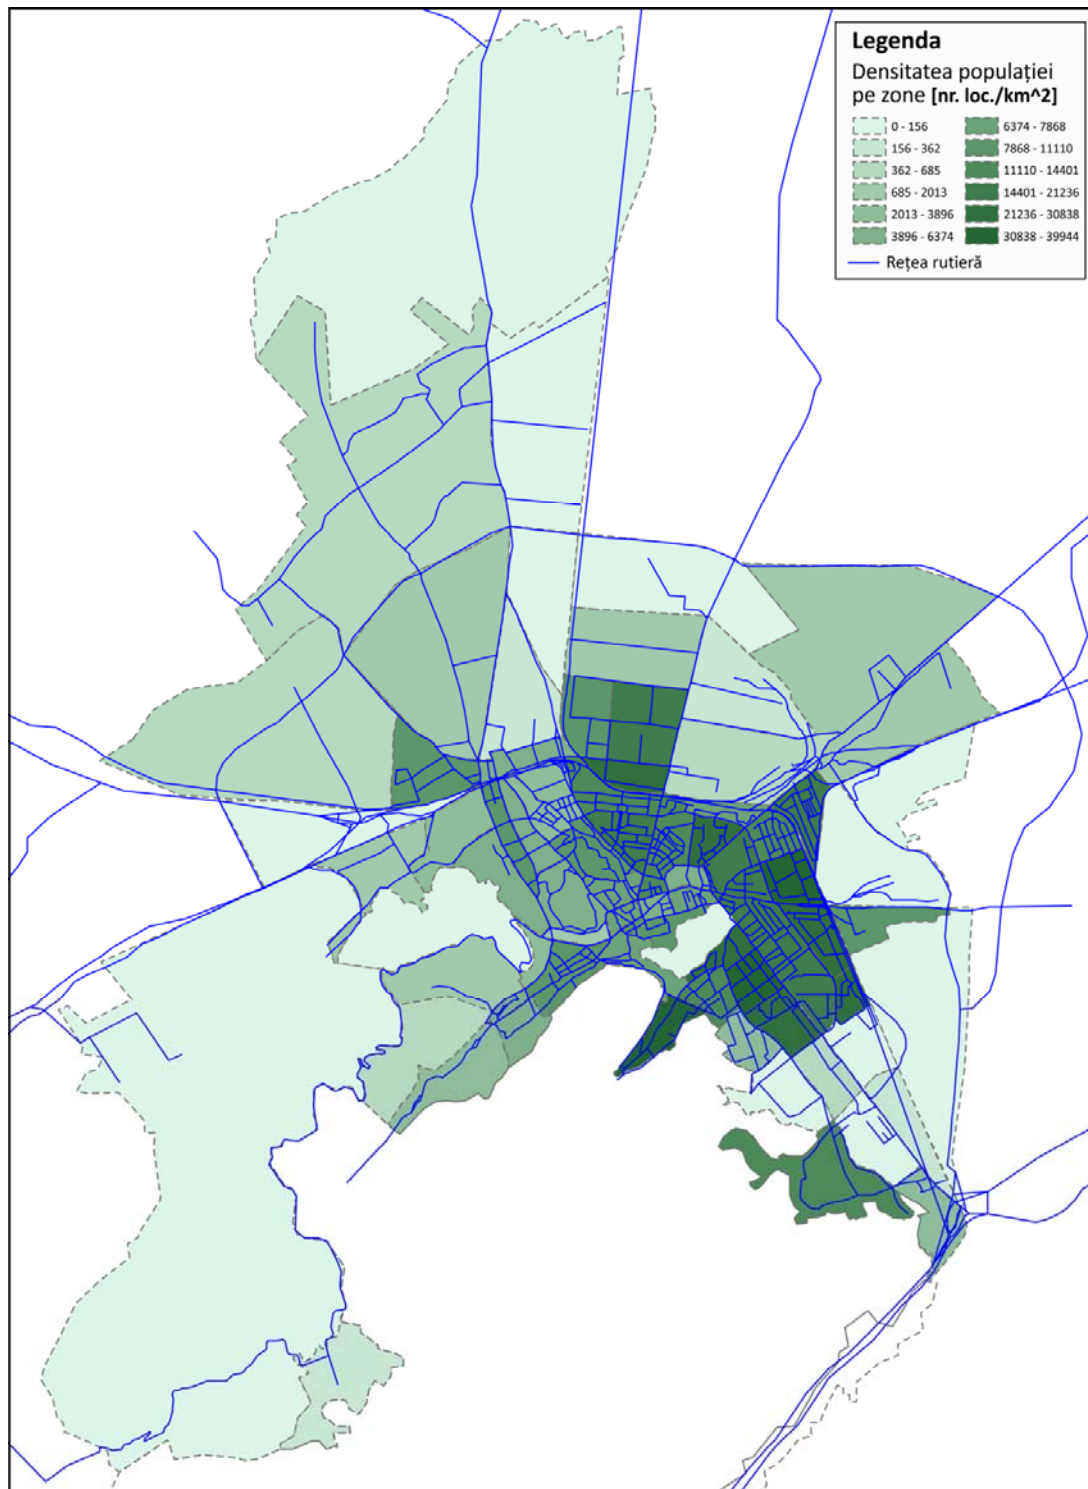 Legenda
Densitatea populației
pe zone [nr. loc./km^2]
0 - 156
156 - 362
362 - 685
685 - 2013
2013 - 3896
3896 - 6374
6374 - 7868
7868 - 11110
11110 - 14401
14401 - 21236
21236 - 30838
30838 - 39944
Rețea rutieră